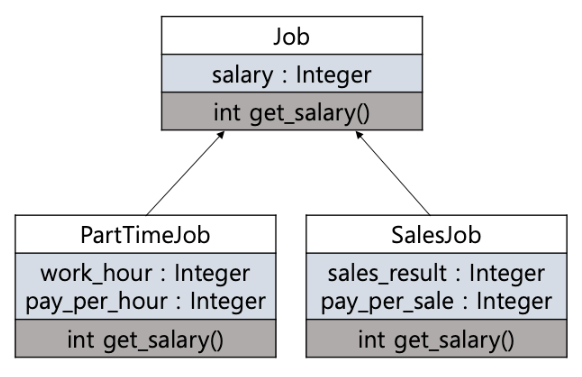 Job
salary : Integer
int get_salary()
PartTimeJob
work_hour : Integer
pay_per_hour : Integer
int get_salary()
SalesJob
sales_result : Integer
pay_per_sale : Integer
int get_salary()